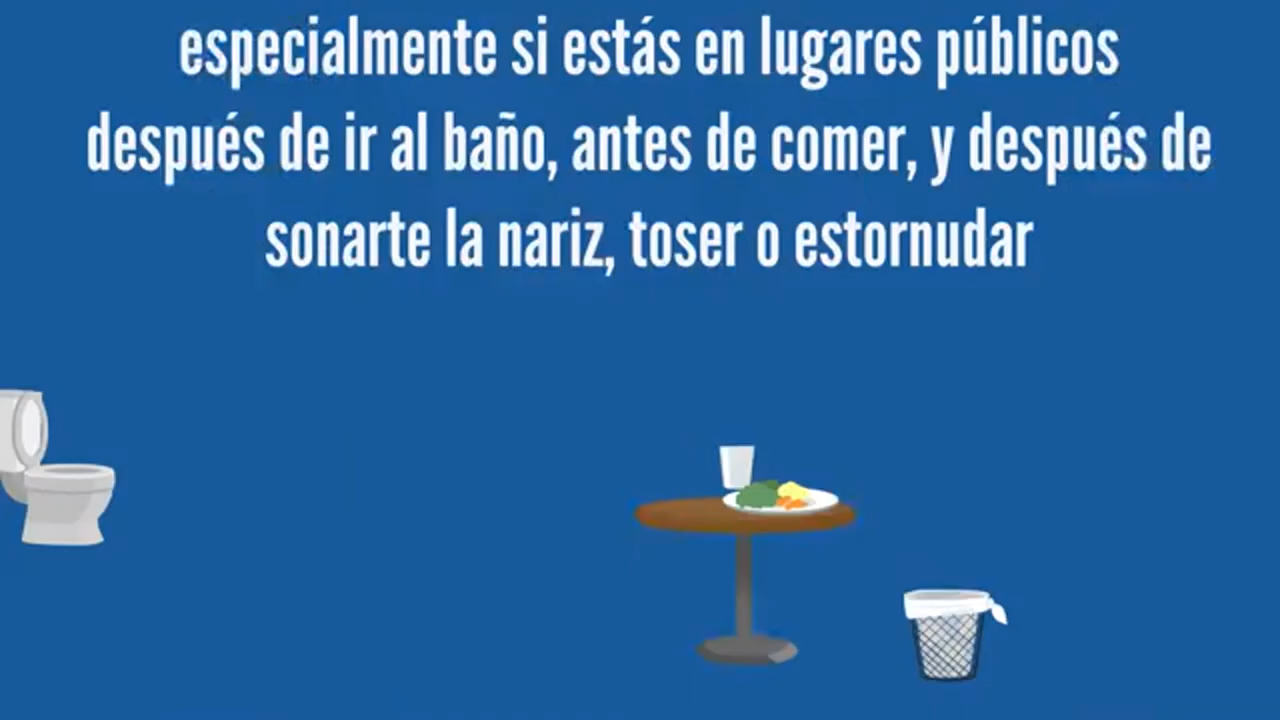 especialmente si estás en lugares públicos
después de ir al baño, antes de comer, y después de
sonarte la nariz, toser o estornudar